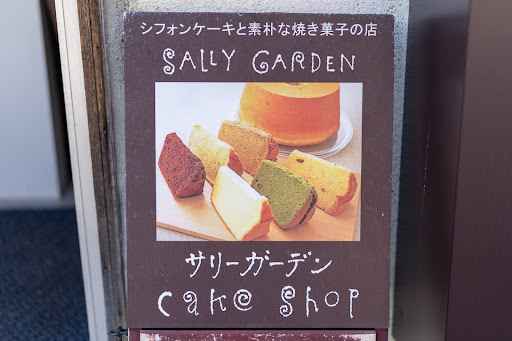 シフォンケーキと素朴な焼き菓子の店
SALLY GARDEN
サリーガーデン
cake shop